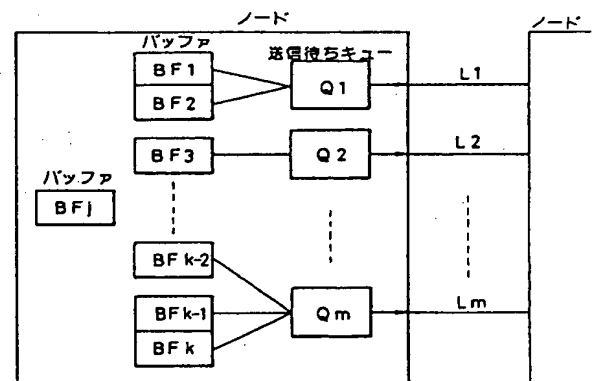 ノード
ノード
バッファ
送信待ちキュー
BF1
BF2
Q1
L1
BF3
Q2
L2
バッファ
BFj
BFk-2
BFk-1
BFk
Qm
Lm